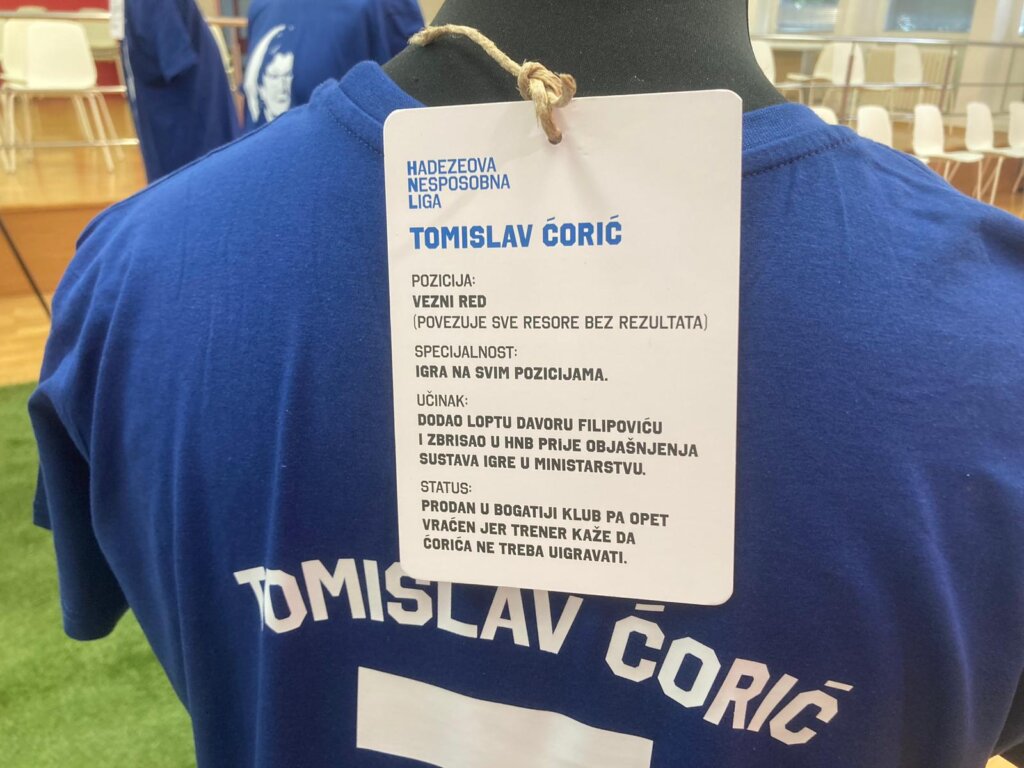 HADEZEOVA
NESPOSOBNA
LIGA
TOMISLAV ĆORIĆ
POZICIJA:
VEZNI RED
(POVEZUJE SVE RESORE BEZ REZULTATA)
SPECIJALNOST:
IGRA NA SVIM POZICIJAMA.
UČINAK:
DODAO LOPTU DAVORU FILIPOVIĆU
I ZBRISAO U HNB PRIJE OBJAŠNJENJA
SUSTAVA IGRE U MINISTARSTVU.
STATUS:
PRODAN U BOGATIJI KLUB PA OPET
VRAĆEN JER TRENER KAŽE DA
ĆORIĆA NE TREBA UIGRAVATI.
TOMISLAV ĆORIĆ